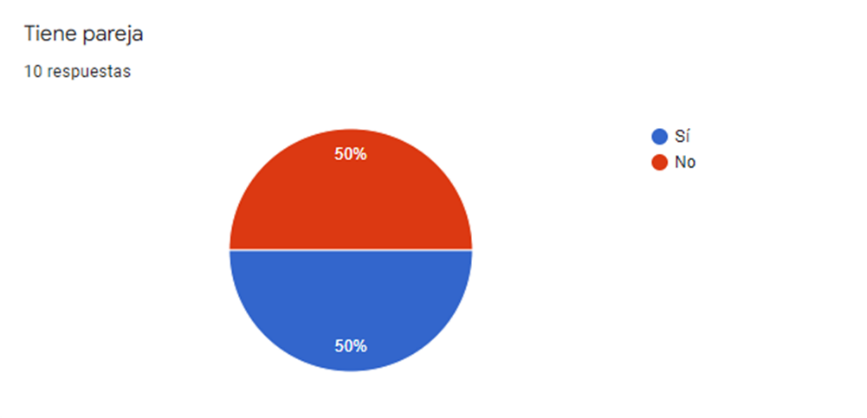 Tiene pareja
10 respuestas
50%
Sí
No
50%